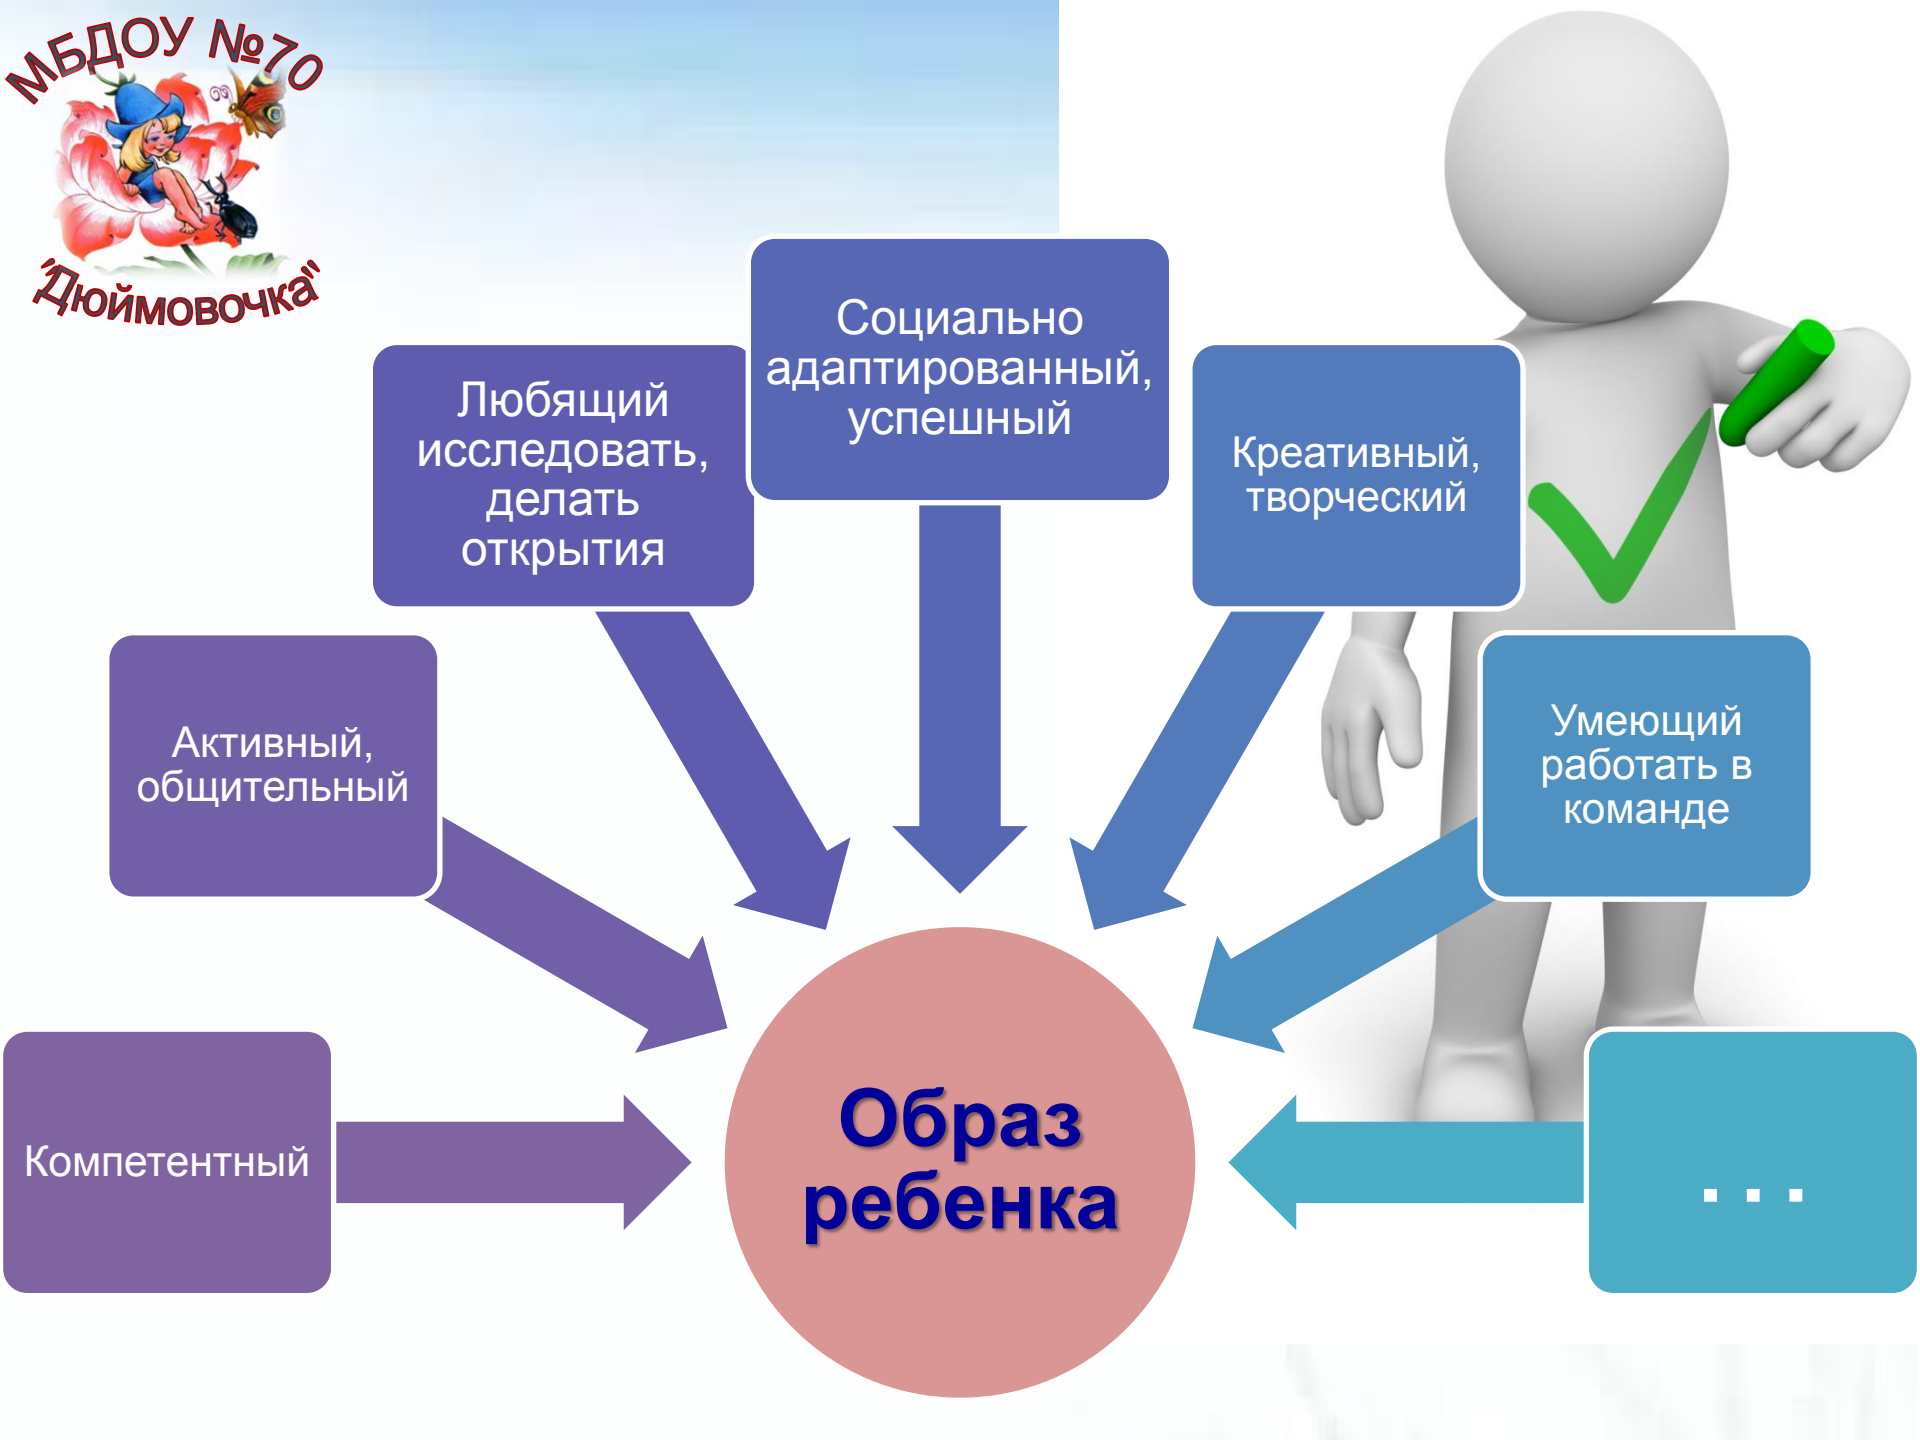 МБДОУ №70
"Дюймовочка"
Социально
адаптированный,
успешный
Любящий
исследовать,
делать
открытия
Креативный,
творческий
Активный,
общительный
Умеющий
работать в
команде
Компетентный
Образ
ребенка
...